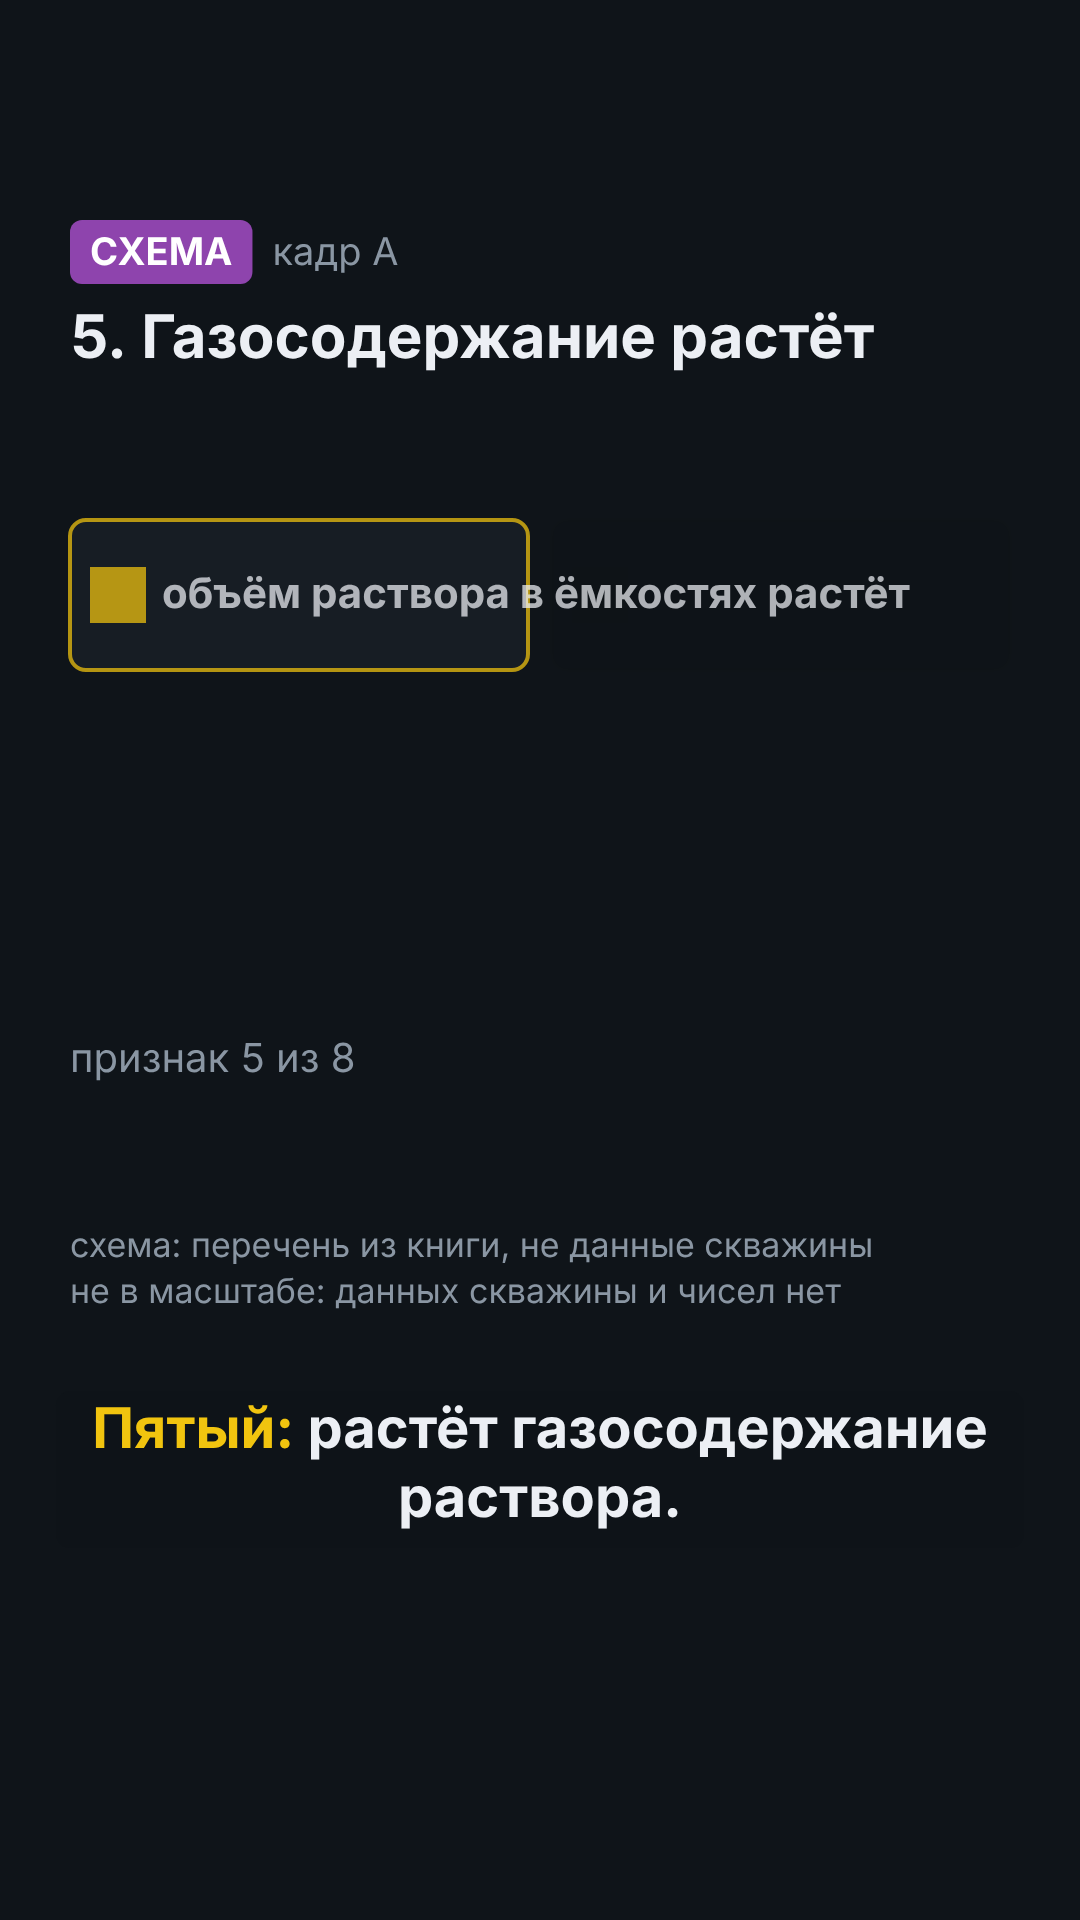 СХЕМА кадр А
5. Газосодержание растёт
объём раствора в ёмкостях растёт
признак 5 из 8
схема: перечень из книги, не данные скважины
не в масштабе: данных скважины и чисел нет
Пятый: растёт газосодержание
раствора.